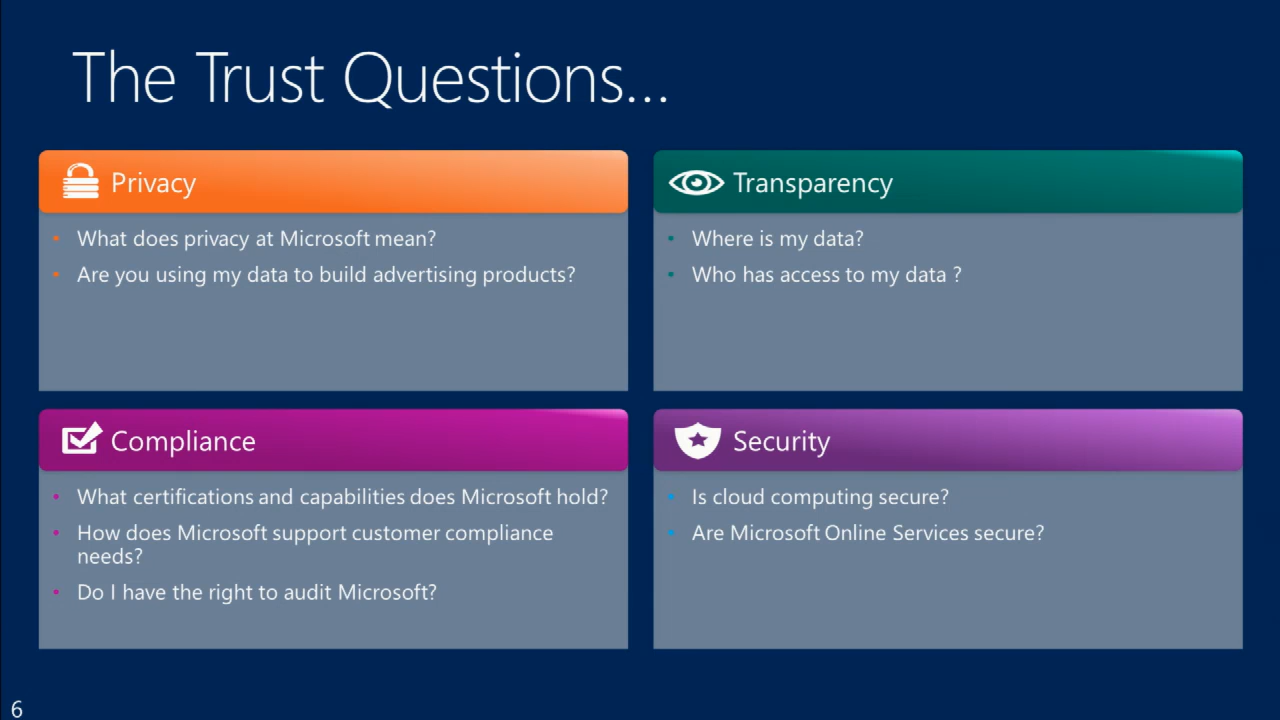 The Trust Questions...
Privacy
• What does privacy at Microsoft mean?
• Are you using my data to build advertising products?
Transparency
• Where is my data?
• Who has access to my data ?
Compliance
• What certifications and capabilities does Microsoft hold?
• How does Microsoft support customer compliance
needs?
• Do I have the right to audit Microsoft?
Security
• Is cloud computing secure?
• Are Microsoft Online Services secure?
6